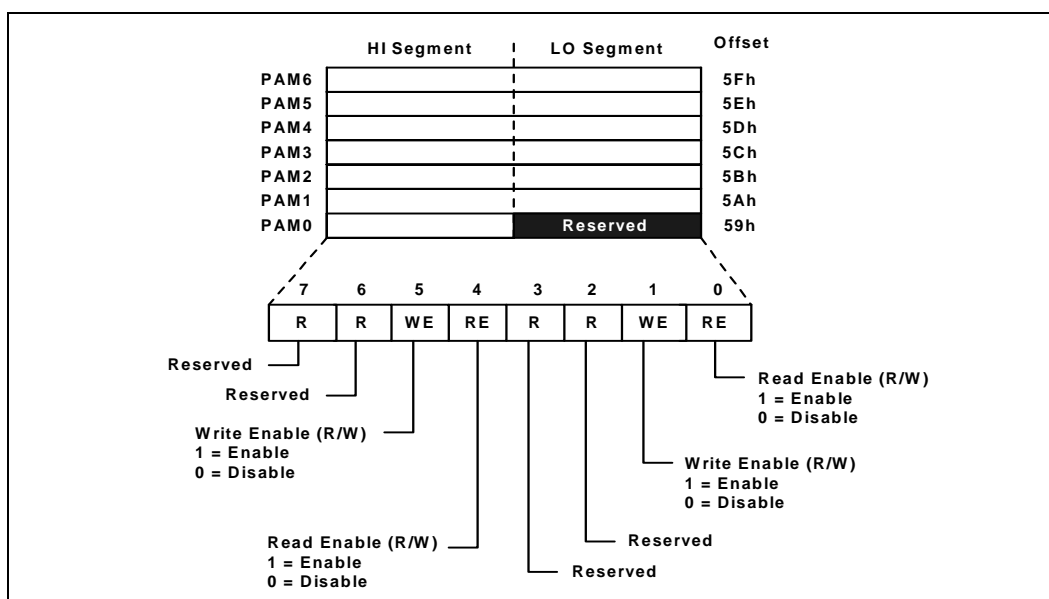 HI Segment LO Segment Offset
PAM6 5Fh
PAM5 5Eh
PAM4 5Dh
PAM3 5Ch
PAM2 5Bh
PAM1 5Ah
PAM0 Reserved 59h
7 6 5 4 3 2 1 0
R R WE RE R R WE RE
Reserved
Reserved
Write Enable (R/W)
1 = Enable
0 = Disable
Read Enable (R/W)
1 = Enable
0 = Disable
Reserved
Reserved
Write Enable (R/W)
1 = Enable
0 = Disable
Read Enable (R/W)
1 = Enable
0 = Disable